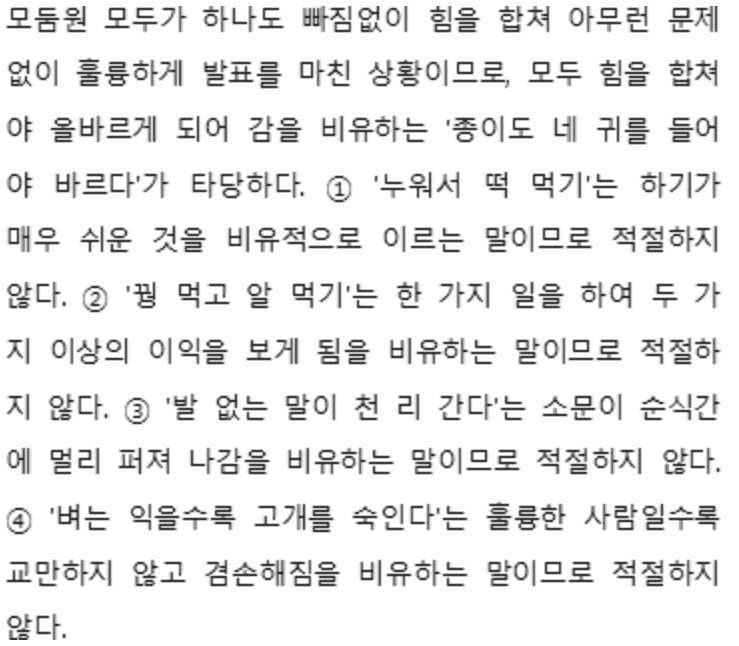 모둠원 모두가 하나도 빠짐없이 힘을 합쳐 아무런 문제
없이 훌륭하게 발표를 마친 상황이므로, 모두 힘을 합쳐
야 올바르게 되어 감을 비유하는 '종이도 네 귀를 들어
야 바르다'가 타당하다. ① '누워서 떡 먹기'는 하기가
매우 쉬운 것을 비유적으로 이르는 말이므로 적절하지
않다. ② '꿩 먹고 알 먹기'는 한 가지 일을 하여 두 가
지 이상의 이익을 보게 됨을 비유하는 말이므로 적절하
지 않다. ③ '발 없는 말이 천 리 간다'는 소문이 순식간
에 멀리 퍼져 나감을 비유하는 말이므로 적절하지 않다.
④ '벼는 익을수록 고개를 숙인다'는 훌륭한 사람일수록
교만하지 않고 겸손해짐을 비유하는 말이므로 적절하지
않다.